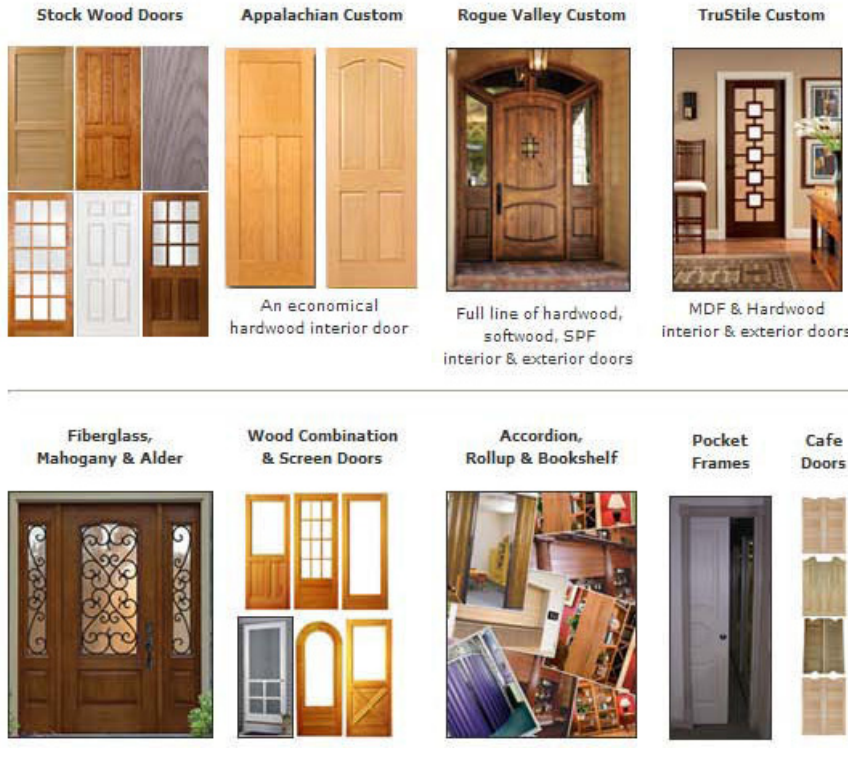 Stock Wood Doors
Appalachian Custom
Rogue Valley Custom
TruStile Custom
An economical
hardwood interior door
Full line of hardwood,
softwood, SPF
interior & exterior doors
MDF & Hardwood
interior & exterior doors
Fiberglass,
Mahogany & Alder
Wood Combination
& Screen Doors
Accordion,
Rollup & Bookshelf
Pocket
Frames
Cafe
Doors